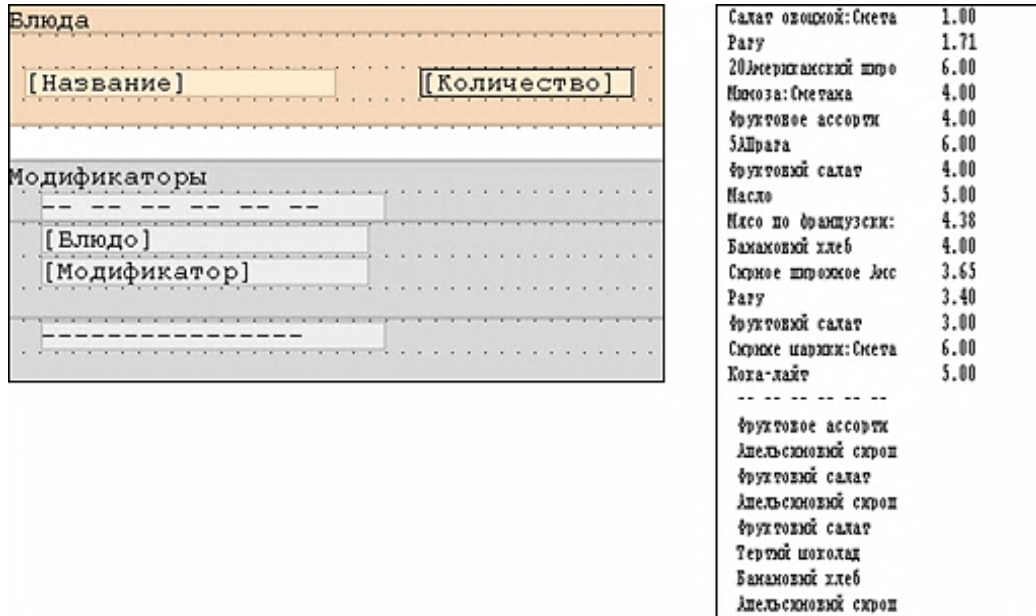 Блюда
[Название] [Количество]
Модификаторы
-- -- -- -- -- --
[Блюдо]
[Модификатор]
----------------
Салат овощной:Смета 1.00
Рагу 1.71
20Американский пиро 6.00
Мимоза:Сметана 4.00
Фруктовое ассорти 4.00
5АПрага 6.00
Фруктовый салат 4.00
Масло 5.00
Мясо по французски: 4.38
Банановый хлеб 4.00
Сырное пирожное Асс 3.65
Рагу 3.40
Фруктовый салат 3.00
Сырные шарики:Смета 6.00
Кока-лайт 5.00
-- -- -- -- -- --
Фруктовое ассорти
Апельсиновый сироп
Фруктовый салат
Апельсиновый сироп
Фруктовый салат
Тертый шоколад
Банановый хлеб
Апельсиновый сироп